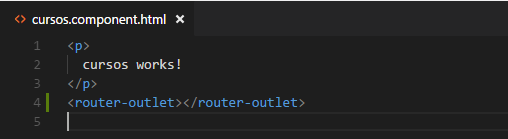 <> cursos.component.html ×
1 <p>
2   cursos works!
3 </p>
4 <router-outlet></router-outlet>
5